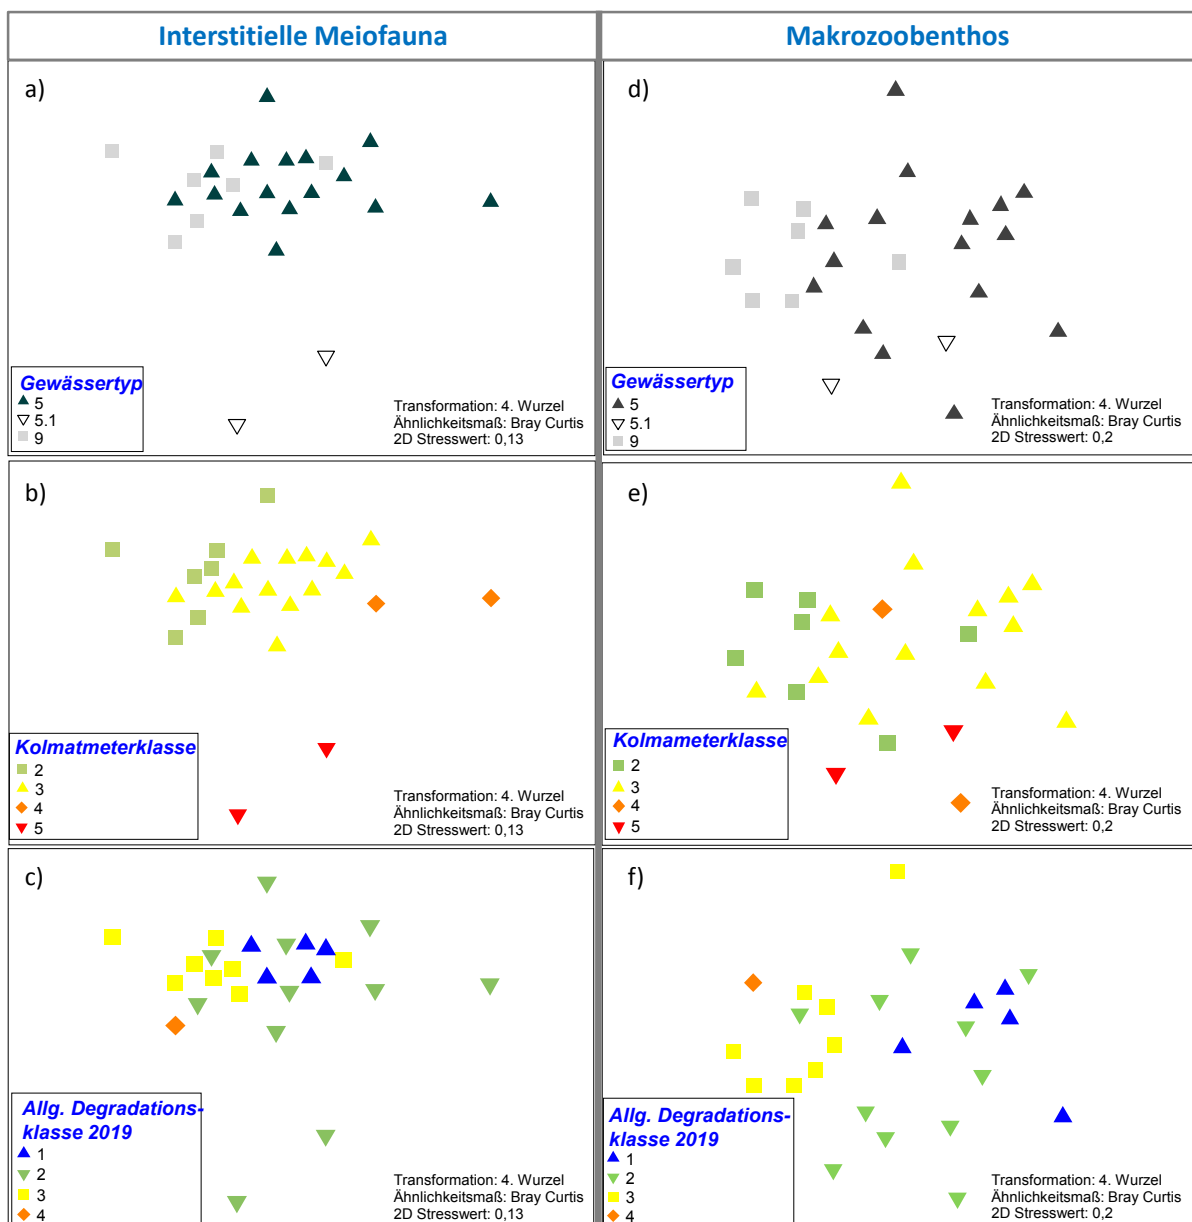 Interstitielle Meiofauna
Makrozoobenthos
a)
Gewässertyp
5
5.1
9
Transformation: 4. Wurzel
Ähnlichkeitsmaß: Bray Curtis
2D Stresswert: 0,13
d)
Gewässertyp
5
5.1
9
Transformation: 4. Wurzel
Ähnlichkeitsmaß: Bray Curtis
2D Stresswert: 0,2
b)
Kolmatmeterklasse
2
3
4
5
Transformation: 4. Wurzel
Ähnlichkeitsmaß: Bray Curtis
2D Stresswert: 0,13
e)
Kolmameterklasse
2
3
4
5
Transformation: 4. Wurzel
Ähnlichkeitsmaß: Bray Curtis
2D Stresswert: 0,2
c)
Allg. Degradations-
klasse 2019
1
2
3
4
Transformation: 4. Wurzel
Ähnlichkeitsmaß: Bray Curtis
2D Stresswert: 0,13
f)
Allg. Degradations-
klasse 2019
1
2
3
4
Transformation: 4. Wurzel
Ähnlichkeitsmaß: Bray Curtis
2D Stresswert: 0,2